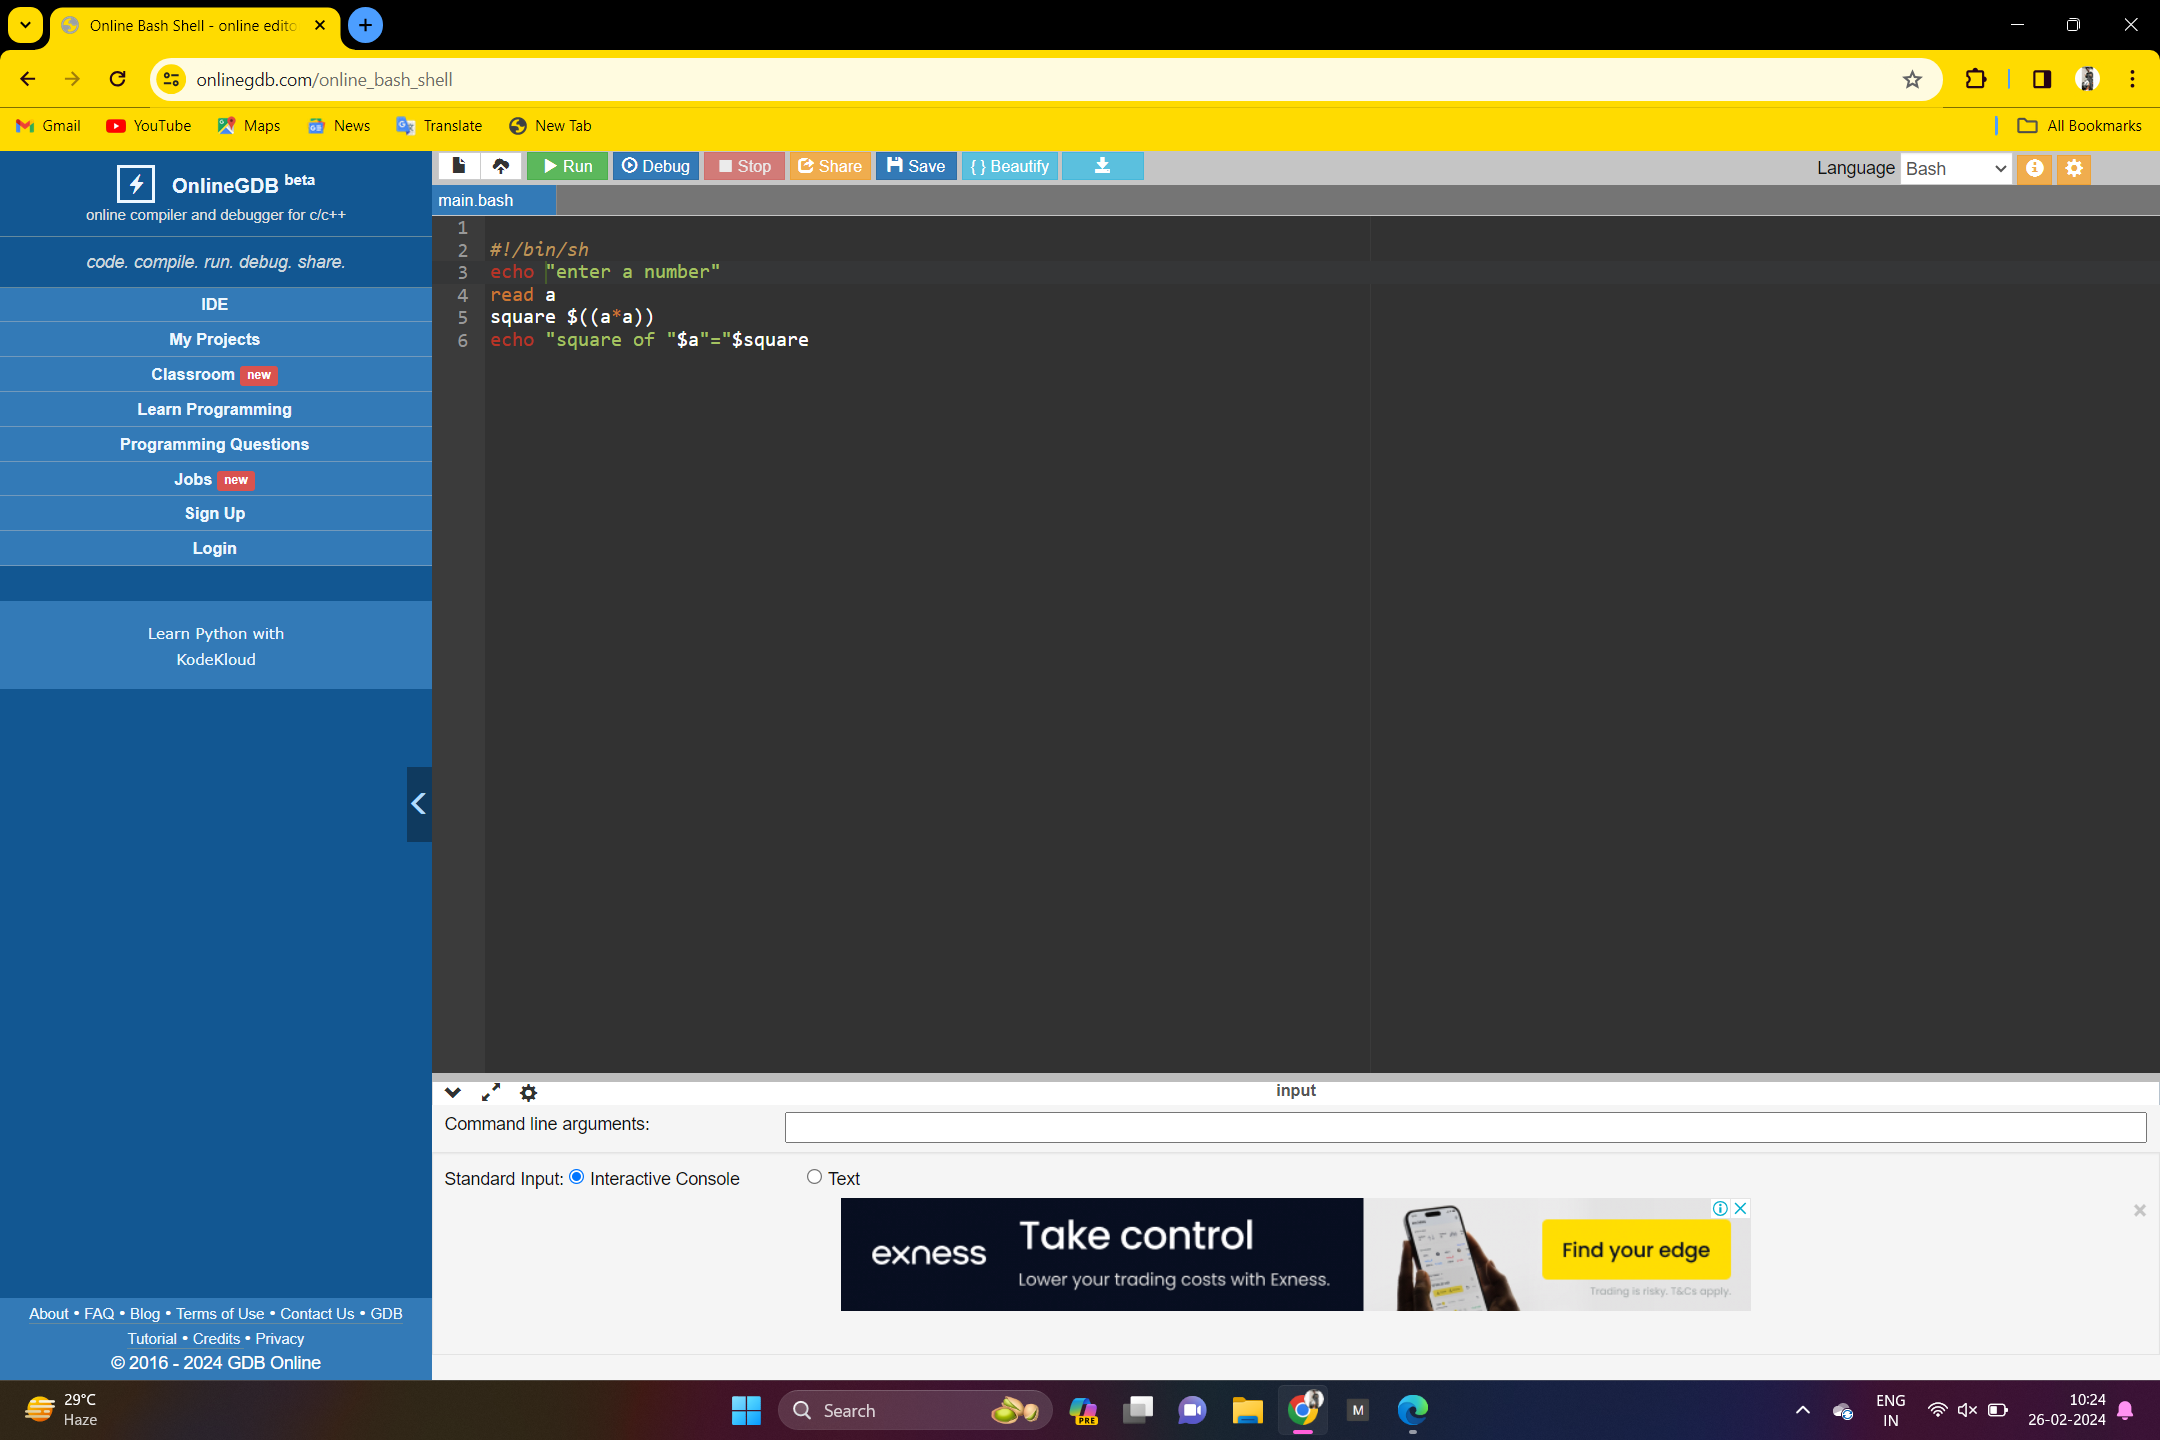 Online Bash Shell - online edito
onlinegdb.com/online_bash_shell
Gmail YouTube Maps News Translate New Tab All Bookmarks
OnlineGDB beta
online compiler and debugger for c/c++
code. compile. run. debug. share.
IDE
My Projects
Classroom new
Learn Programming
Programming Questions
Jobs new
Sign Up
Login
Learn Python with
KodeKloud
About • FAQ • Blog • Terms of Use • Contact Us • GDB
Tutorial • Credits • Privacy
© 2016 - 2024 GDB Online
Run Debug Stop Share Save { } Beautify Language Bash
main.bash
1
2 #!/bin/sh
3 echo "enter a number"
4 read a
5 square $((a*a))
6 echo "square of "$a"="$square
input
Command line arguments:
Standard Input: Interactive Console Text
exness
Take control
Lower your trading costs with Exness.
Find your edge
Trading is risky. T&Cs apply.
29°C
Haze
Search
PRE
M
ENG
IN
10:24
26-02-2024